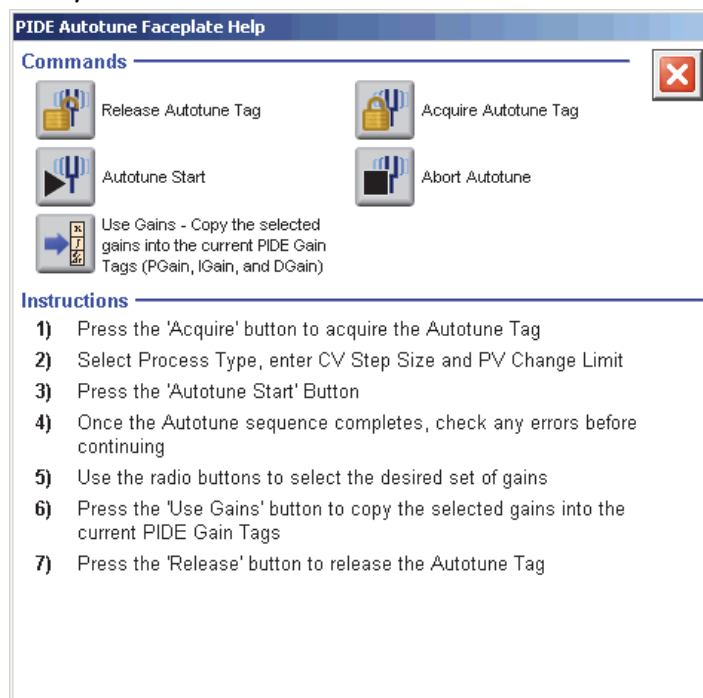 PIDE Autotune Faceplate Help
Commands
Release Autotune Tag
Acquire Autotune Tag
Autotune Start
Abort Autotune
Use Gains - Copy the selected
gains into the current PIDE Gain
Tags (PGain, IGain, and DGain)
Instructions
1) Press the 'Acquire' button to acquire the Autotune Tag
2) Select Process Type, enter CV Step Size and PV Change Limit
3) Press the 'Autotune Start' Button
4) Once the Autotune sequence completes, check any errors before
continuing
5) Use the radio buttons to select the desired set of gains
6) Press the 'Use Gains' button to copy the selected gains into the
current PIDE Gain Tags
7) Press the 'Release' button to release the Autotune Tag